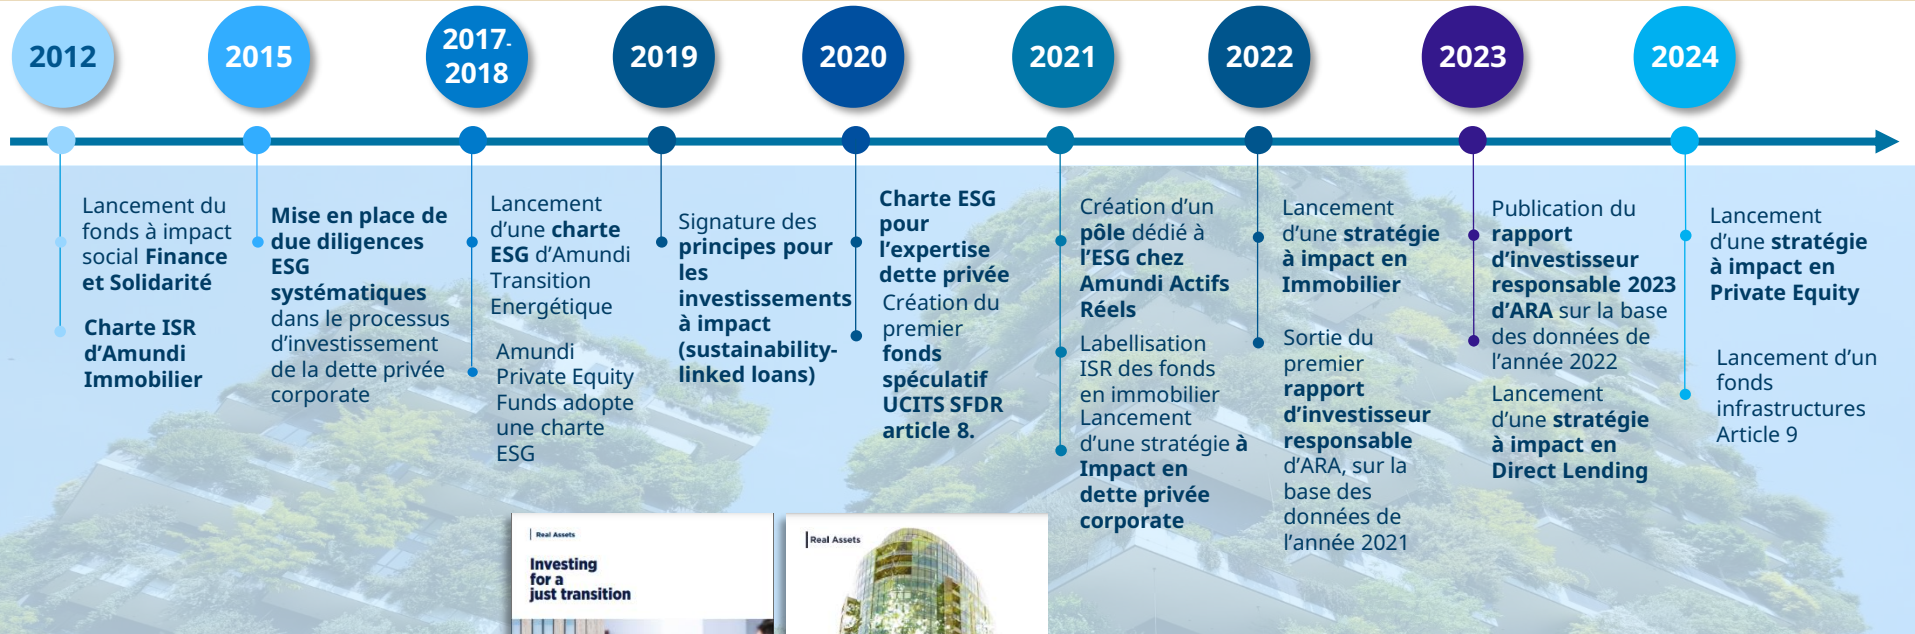 2012
2015
2017-
2018
2019
2020
2021
2022
2023
2024
Lancement du
fonds à impact
social Finance
et Solidarité
Charte ISR
d’Amundi
Immobilier
Mise en place de
due diligences
ESG
systématiques
dans le processus
d’investissement
de la dette privée
corporate
Lancement
d’une charte
ESG d’Amundi
Transition
Energétique
Amundi
Private Equity
Funds adopte
une charte
ESG
Signature des
principes pour
les
investissements
à impact
(sustainability-
linked loans)
Charte ESG
pour
l’expertise
dette privée
Création du
premier
fonds
spéculatif
UCITS SFDR
article 8.
Création d’un
pôle dédié à
l’ESG chez
Amundi Actifs
Réels
Labellisation
ISR des fonds
en immobilier
Lancement
d’une stratégie à
Impact en
dette privée
corporate
Lancement
d’une stratégie
à impact en
Immobilier
Sortie du
premier
rapport
d’investisseur
responsable
d’ARA, sur la
base des
données de
l’année 2021
Publication du
rapport
d’investisseur
responsable 2023
d’ARA sur la base
des données de
l’année 2022
Lancement
d’une stratégie
à impact en
Direct Lending
Lancement
d’une stratégie
à impact en
Private Equity
Lancement d’un
fonds
infrastructures
Article 9
Real Assets
Investing
for a
just transition
Real Assets